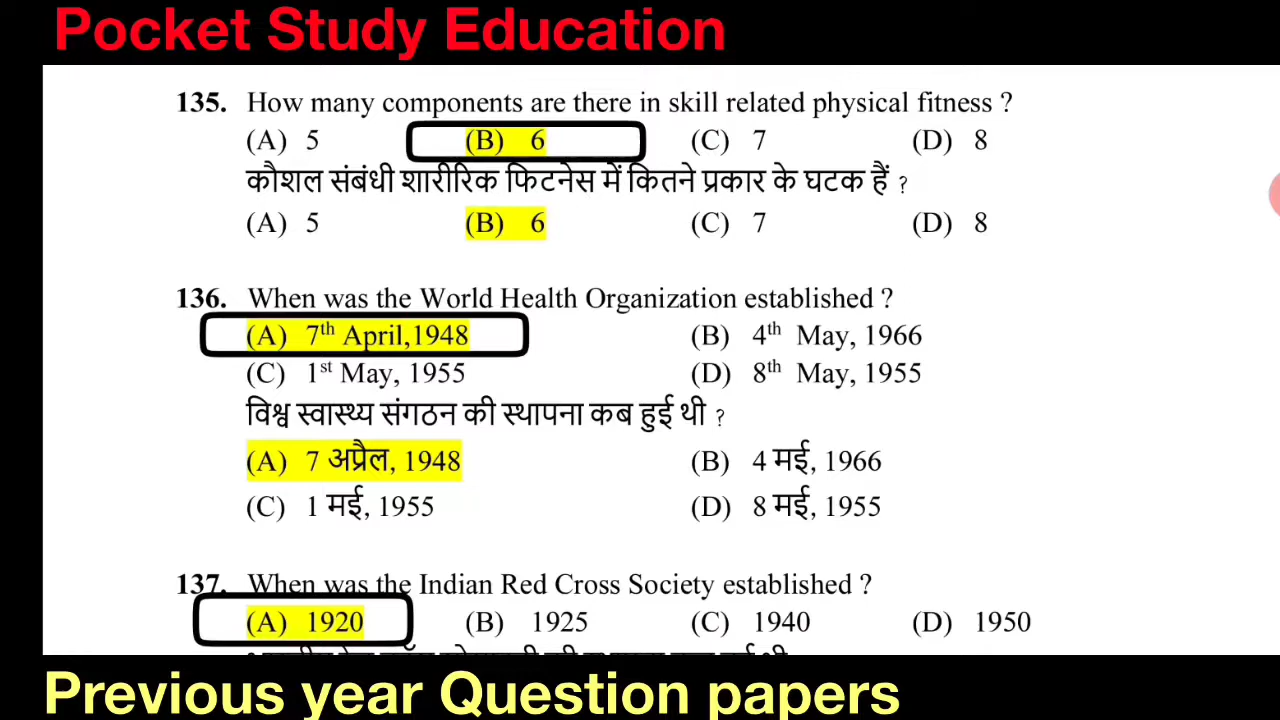 Pocket Study Education
135. How many components are there in skill related physical fitness ?
(A) 5 (B) 6 (C) 7 (D) 8
कौशल संबंधी शारीरिक फिटनेस में कितने प्रकार के घटक हैं ?
(A) 5 (B) 6 (C) 7 (D) 8
136. When was the World Health Organization established ?
(A) 7th April,1948 (B) 4th May, 1966
(C) 1st May, 1955 (D) 8th May, 1955
विश्व स्वास्थ्य संगठन की स्थापना कब हुई थी ?
(A) 7 अप्रैल, 1948 (B) 4 मई, 1966
(C) 1 मई, 1955 (D) 8 मई, 1955
137. When was the Indian Red Cross Society established ?
(A) 1920 (B) 1925 (C) 1940 (D) 1950
Previous year Question papers